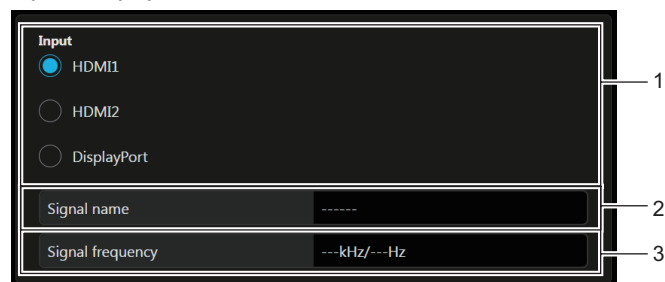 Input
HDMI1
HDMI2
DisplayPort
1
Signal name ------
2
Signal frequency ---kHz/---Hz
3